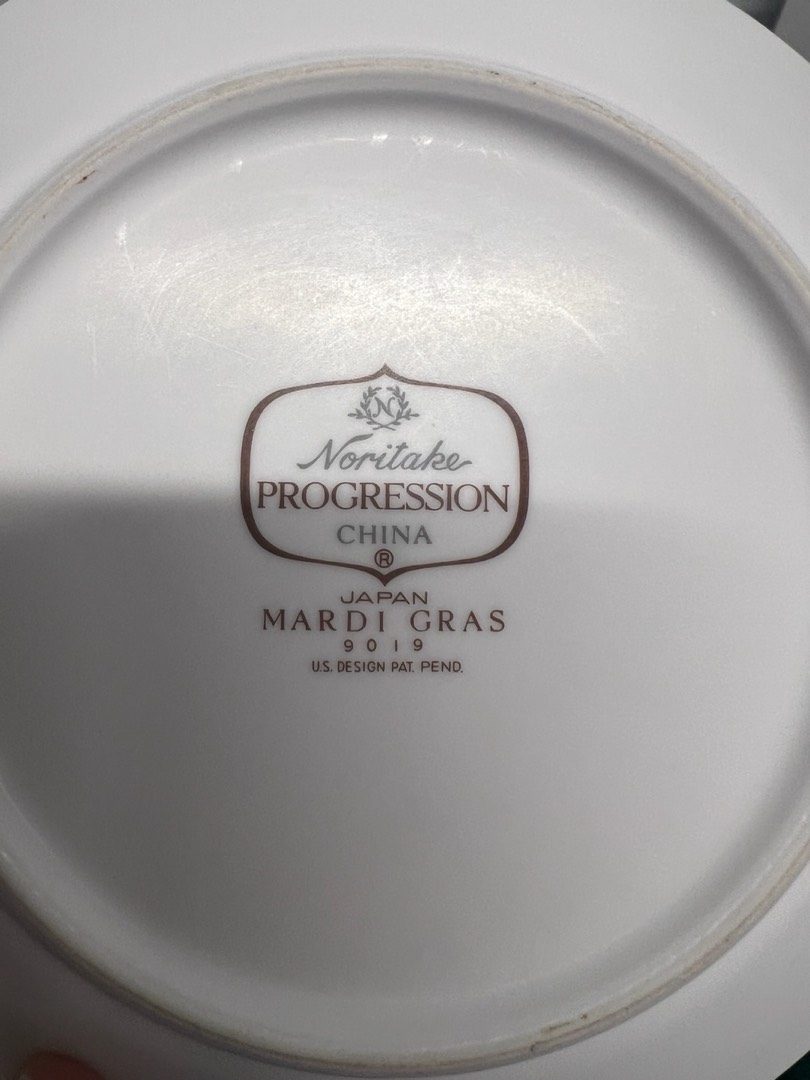 N
Noritake
PROGRESSION
CHINA
®
JAPAN
MARDI GRAS
9019
U.S. DESIGN PAT. PEND.